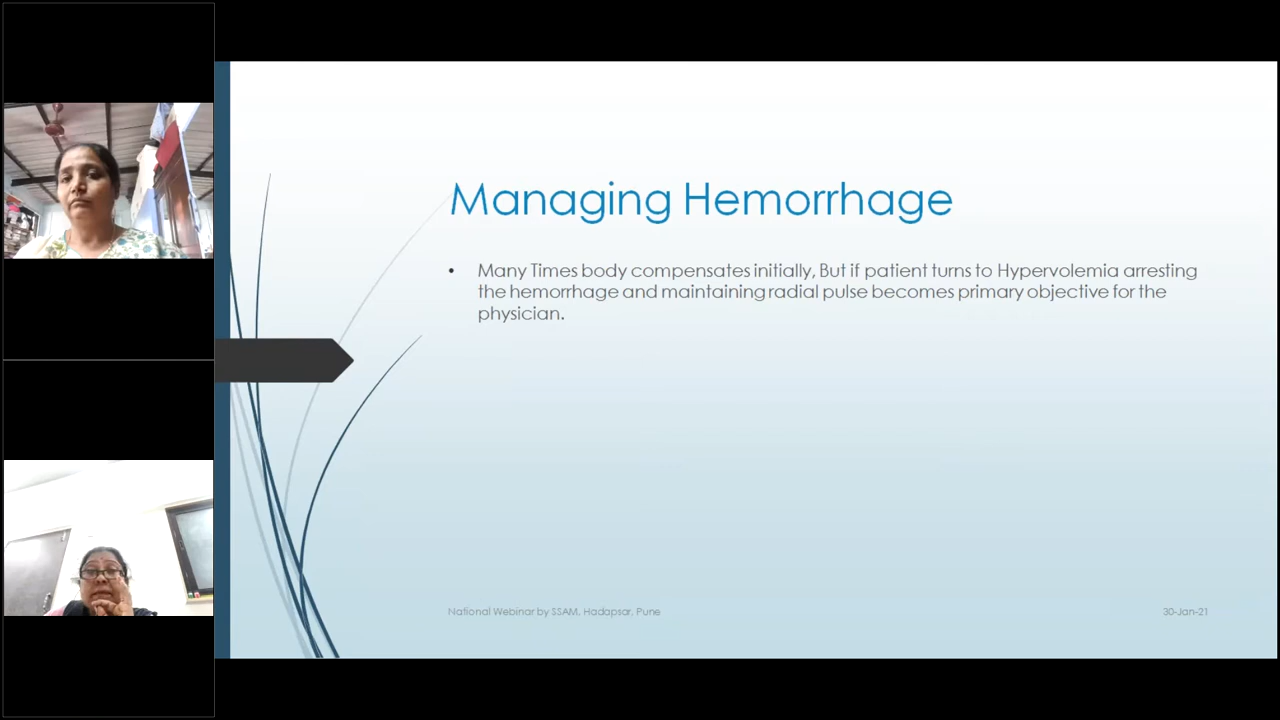 Managing Hemorrhage
• Many Times body compensates initially, But if patient turns to Hypervolemia arresting
the hemorrhage and maintaining radial pulse becomes primary objective for the
physician.
National Webinar by SSAM, Hadapsar, Pune
30-Jan-21